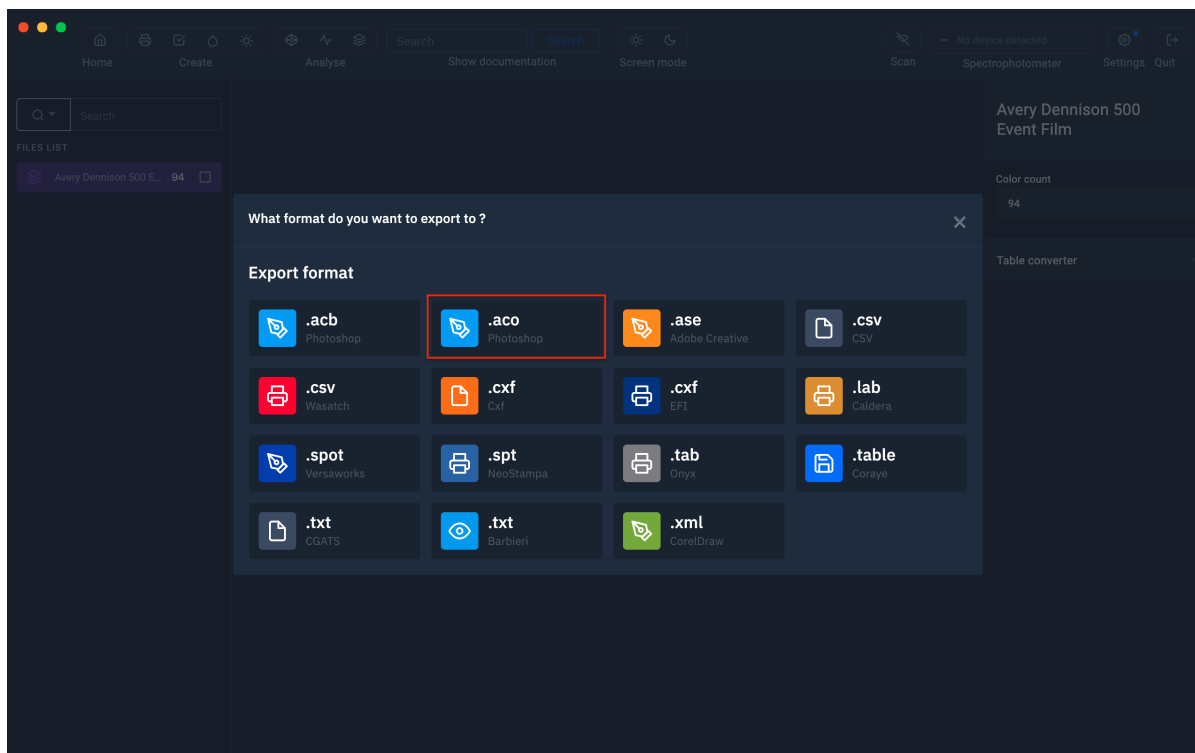 Search
Search
No device detected
Home
Create
Analyse
Show documentation
Screen mode
Scan
Spectrophotometer
Settings
Quit
Search
FILES LIST
Avery Dennison 500 E... 94
Avery Dennison 500
Event Film
Color count
94
Table converter
What format do you want to export to ?
Export format
.acb
Photoshop
.aco
Photoshop
.ase
Adobe Creative
.csv
CSV
.csv
Wasatch
.cxf
Cxf
.cxf
EFI
.lab
Caldera
.spot
Versaworks
.spt
NeoStampa
.tab
Onyx
.table
Coraye
.txt
CGATS
.txt
Barbieri
.xml
CorelDraw